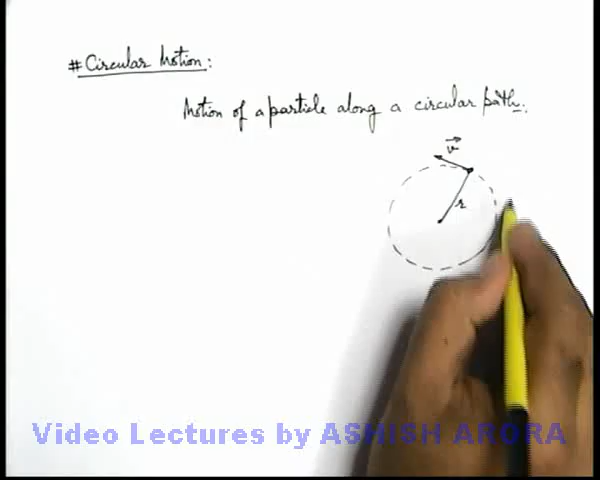 # Circular Motion:
Motion of a particle along a circular path:
v
r
Video Lectures by ASHISH ARORA